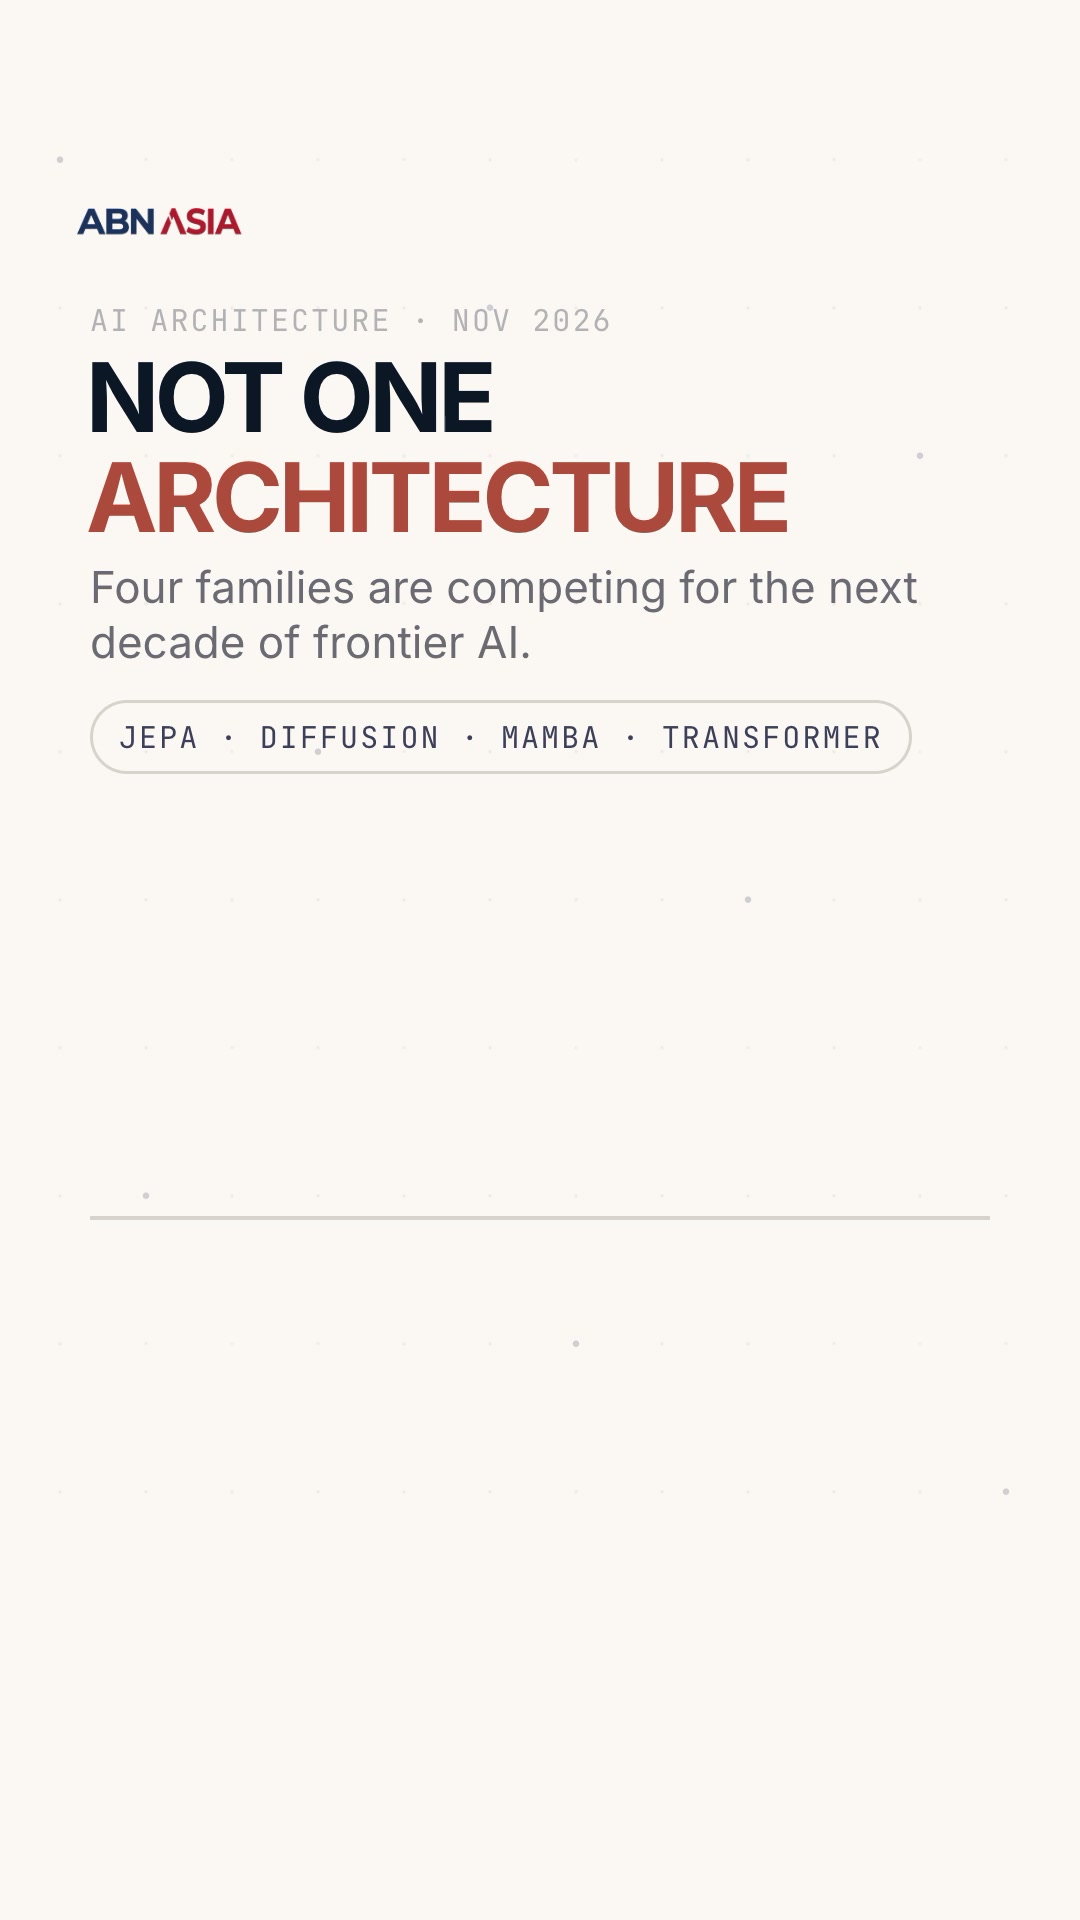 ABN ASIA
AI ARCHITECTURE · NOV 2026
NOT ONE
ARCHITECTURE
Four families are competing for the next
decade of frontier AI.
JEPA · DIFFUSION · MAMBA · TRANSFORMER